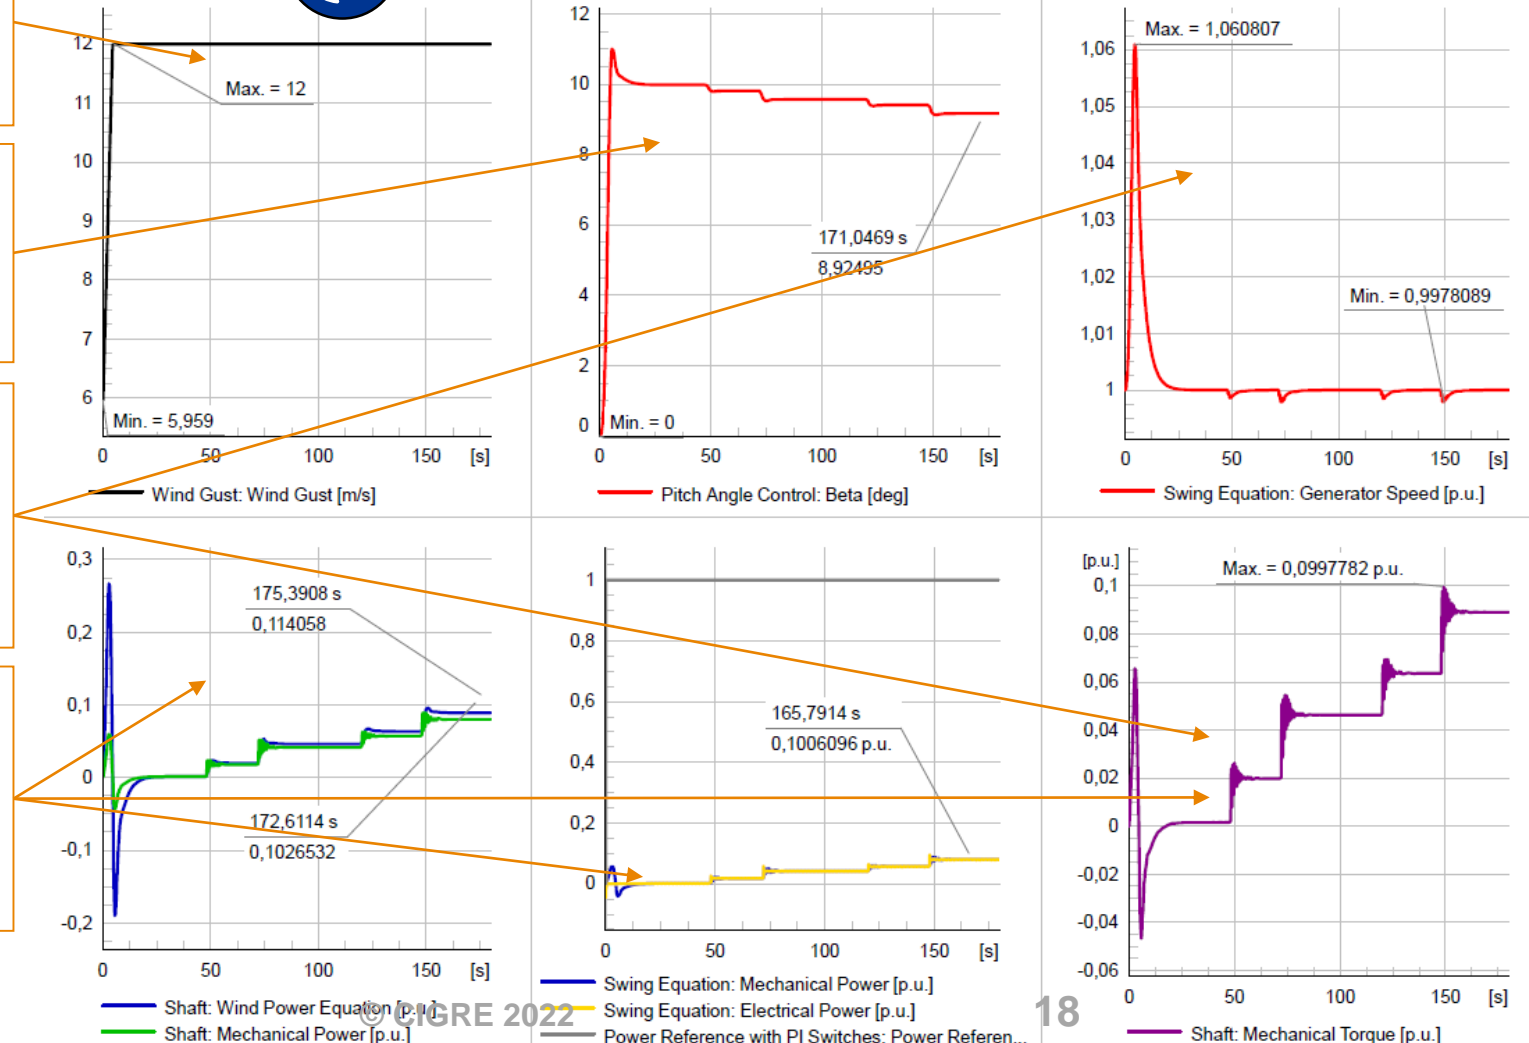 12
11
10
9
8
7
6
Max. = 12
Min. = 5,959
0 50 100 150 [s]
Wind Gust: Wind Gust [m/s]
12
10
8
6
4
2
0
171,0469 s
8,92495
Min. = 0
0 50 100 150 [s]
Pitch Angle Control: Beta [deg]
1,06
1,05
1,04
1,03
1,02
1,01
1
Max. = 1,060807
Min. = 0,9978089
0 50 100 150 [s]
Swing Equation: Generator Speed [p.u.]
0,3
0,2
0,1
0
-0,1
-0,2
175,3908 s
0,114058
172,6114 s
0,1026532
0 50 100 150 [s]
Shaft: Wind Power Equation [p.u.]
Shaft: Mechanical Power [p.u.]
1
0,8
0,6
0,4
0,2
0
165,7914 s
0,1006096 p.u.
0 50 100 150 [s]
Swing Equation: Mechanical Power [p.u.]
Swing Equation: Electrical Power [p.u.]
Power Reference with PI Switches: Power Referen...
[p.u.]
0,1
0,08
0,06
0,04
0,02
0
-0,02
-0,04
-0,06
Max. = 0,0997782 p.u.
0 50 100 150 [s]
Shaft: Mechanical Torque [p.u.]
© CIGRE 2022
18